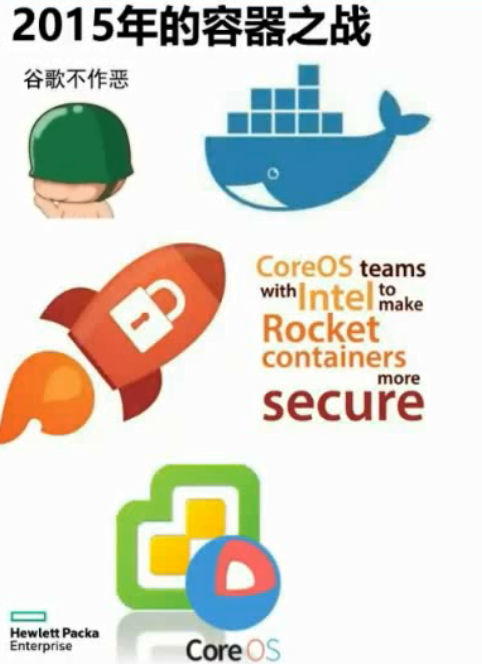 2015年的容器之战
谷歌不作恶
CoreOS teams
with Intel to
make
Rocket
containers
more
secure
Hewlett Packa
Enterprise
CoreOS